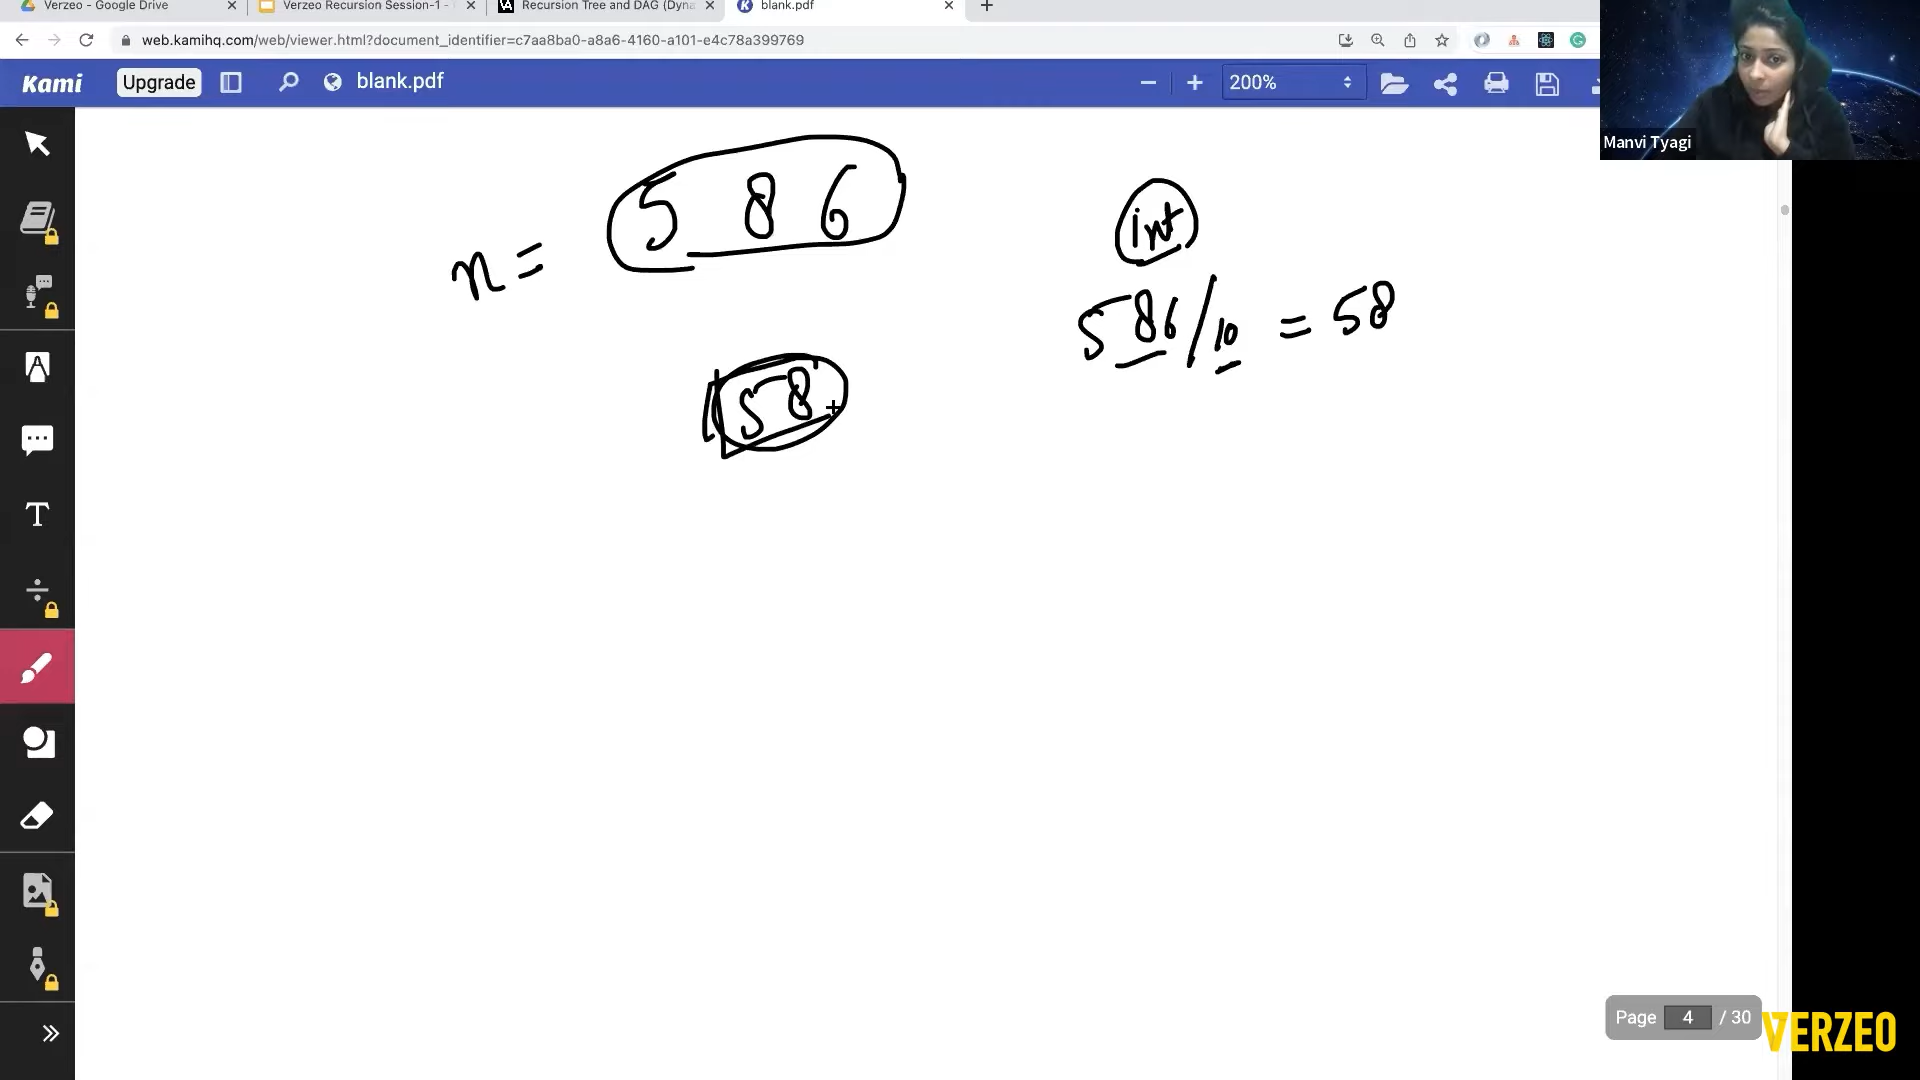 Verzeo - Google Drive
Verzeo Recursion Session-1 -
Recursion Tree and DAG (Dyna
blank.pdf
web.kamihq.com/web/viewer.html?document_identifier=c7aa8ba0-a8a6-4160-a101-e4c78a399769
Kami Upgrade blank.pdf 200%
Manvi Tyagi
n = 5 8 6
int
586/10 = 58
58
Page 4 / 30
VERZEO